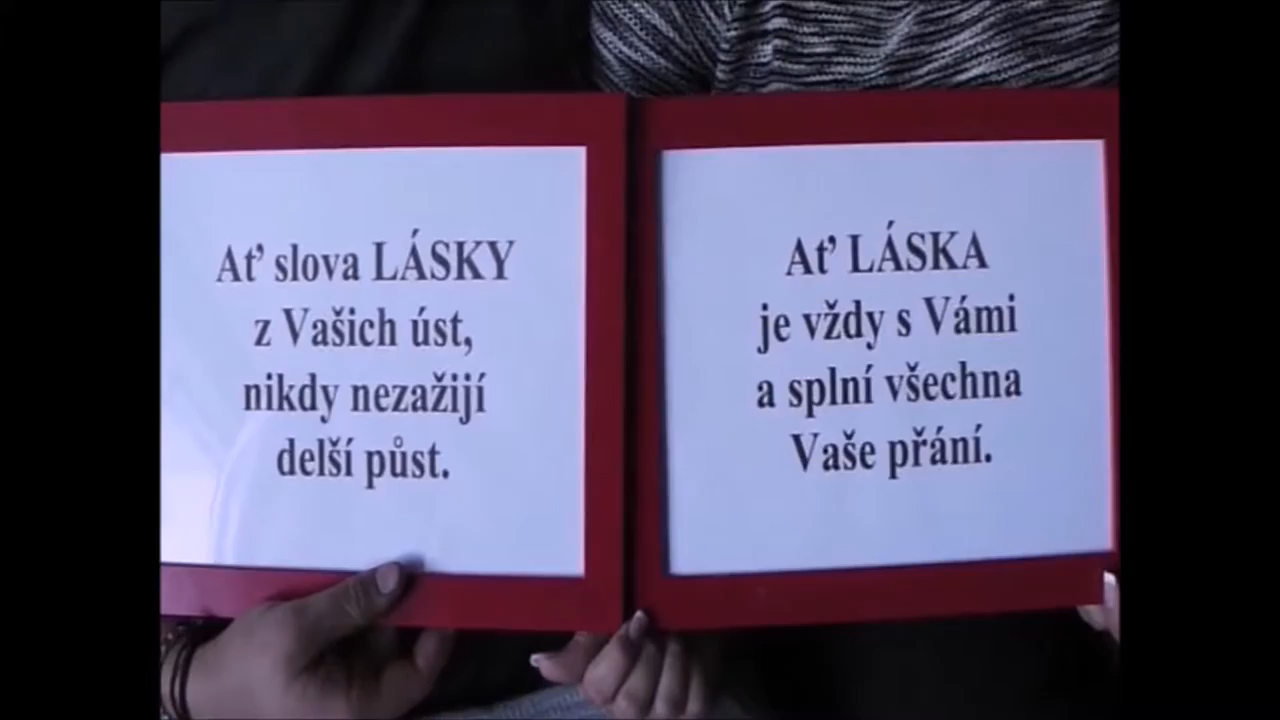 Ať slova LÁSKY
z Vašich úst,
nikdy nezažijí
delší půst.
Ať LÁSKA
je vždy s Vámi
a splní všechna
Vaše přání.